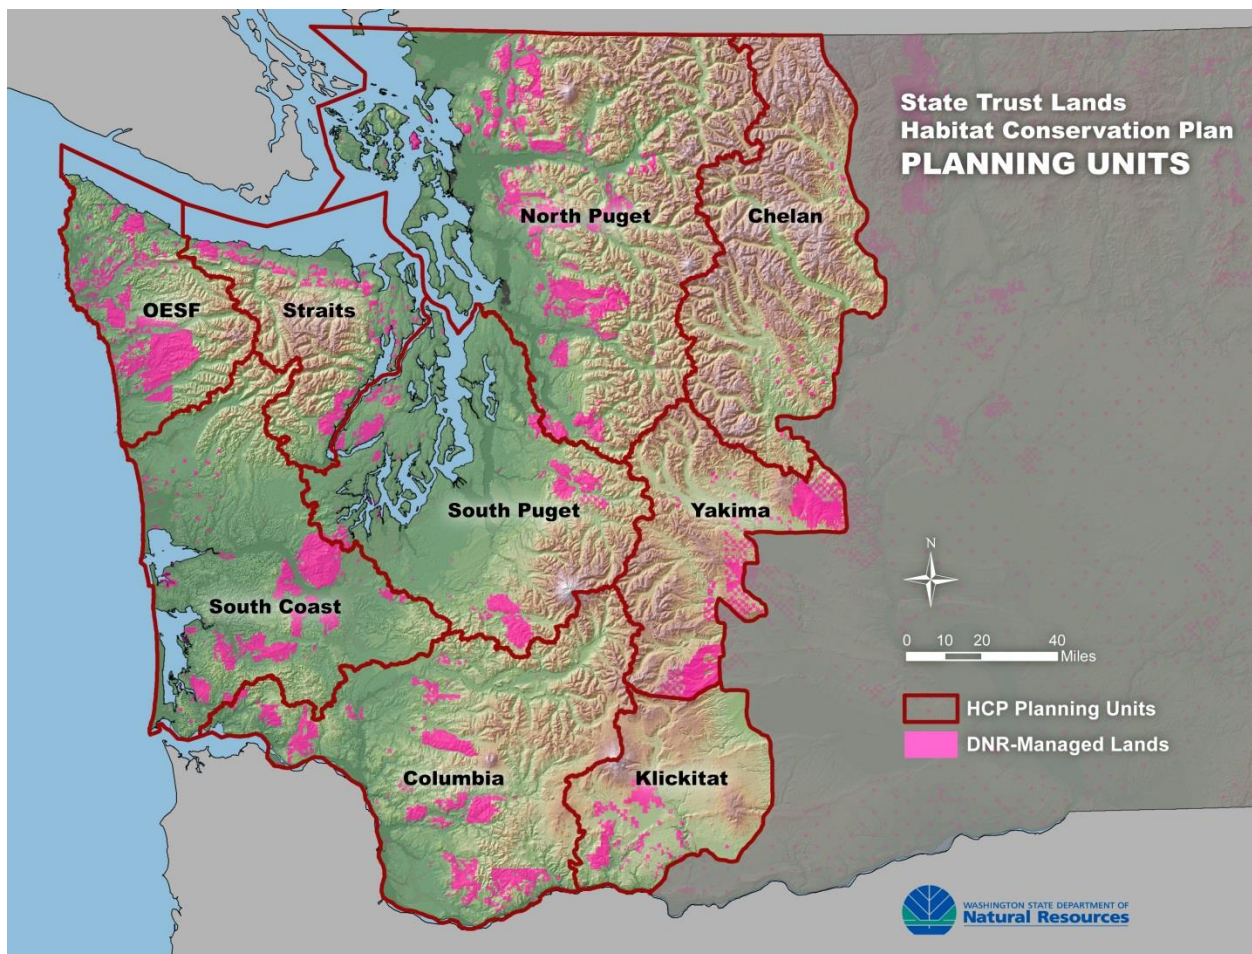 State Trust Lands
Habitat Conservation Plan
PLANNING UNITS
North Puget
Chelan
OESF
Straits
South Puget
Yakima
South Coast
Columbia
Klickitat
N
0 10 20 40
Miles
HCP Planning Units
DNR-Managed Lands
WASHINGTON STATE DEPARTMENT OF
Natural Resources